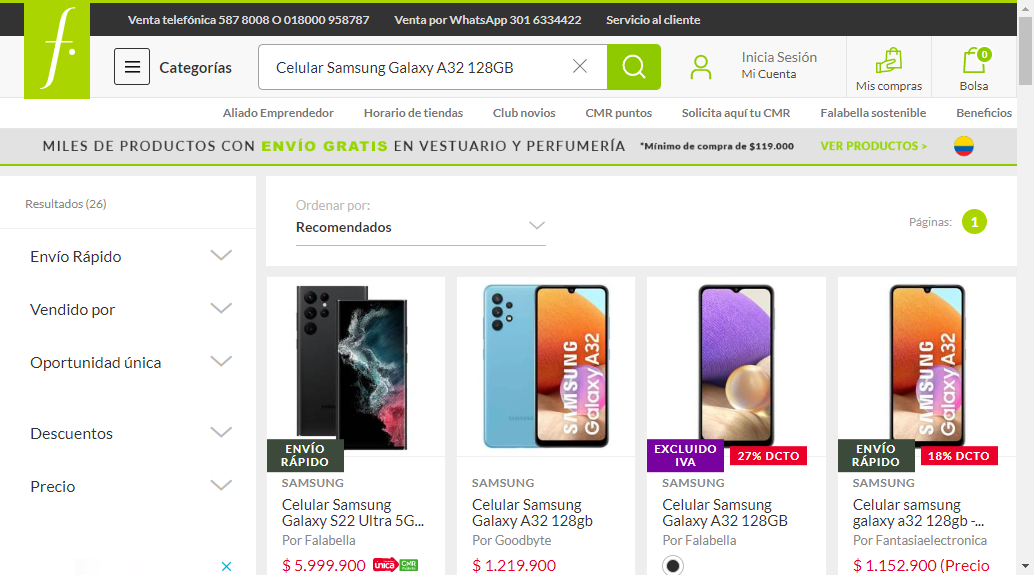 Venta telefónica 587 8008 O 018000 958787 Venta por WhatsApp 301 6334422 Servicio al cliente
f.
Categorías
Celular Samsung Galaxy A32 128GB
Inicia Sesión
Mi Cuenta
Mis compras
0
Bolsa
Aliado Emprendedor Horario de tiendas Club novios CMR puntos Solicita aquí tu CMR Falabella sostenible Beneficios
MILES DE PRODUCTOS CON ENVÍO GRATIS EN VESTUARIO Y PERFUMERÍA *Mínimo de compra de $119.000 VER PRODUCTOS >
Resultados (26)
Envío Rápido
Vendido por
Oportunidad única
Descuentos
Precio
Ordenar por:
Recomendados
Páginas: 1
ENVÍO
RÁPIDO
SAMSUNG
Celular Samsung
Galaxy S22 Ultra 5G...
Por Falabella
$ 5.999.900 única CMR
SAMSUNG
Galaxy A32
SAMSUNG
Celular Samsung
Galaxy A32 128gb
Por Goodbyte
$ 1.219.900
EXCLUIDO
IVA
27% DCTO
SAMSUNG
Celular Samsung
Galaxy A32 128GB
Por Falabella
SAMSUNG
Galaxy A32
ENVÍO
RÁPIDO
18% DCTO
SAMSUNG
Celular samsung
galaxy a32 128gb -...
Por Fantasiaelectronica
$ 1.152.900 (Precio